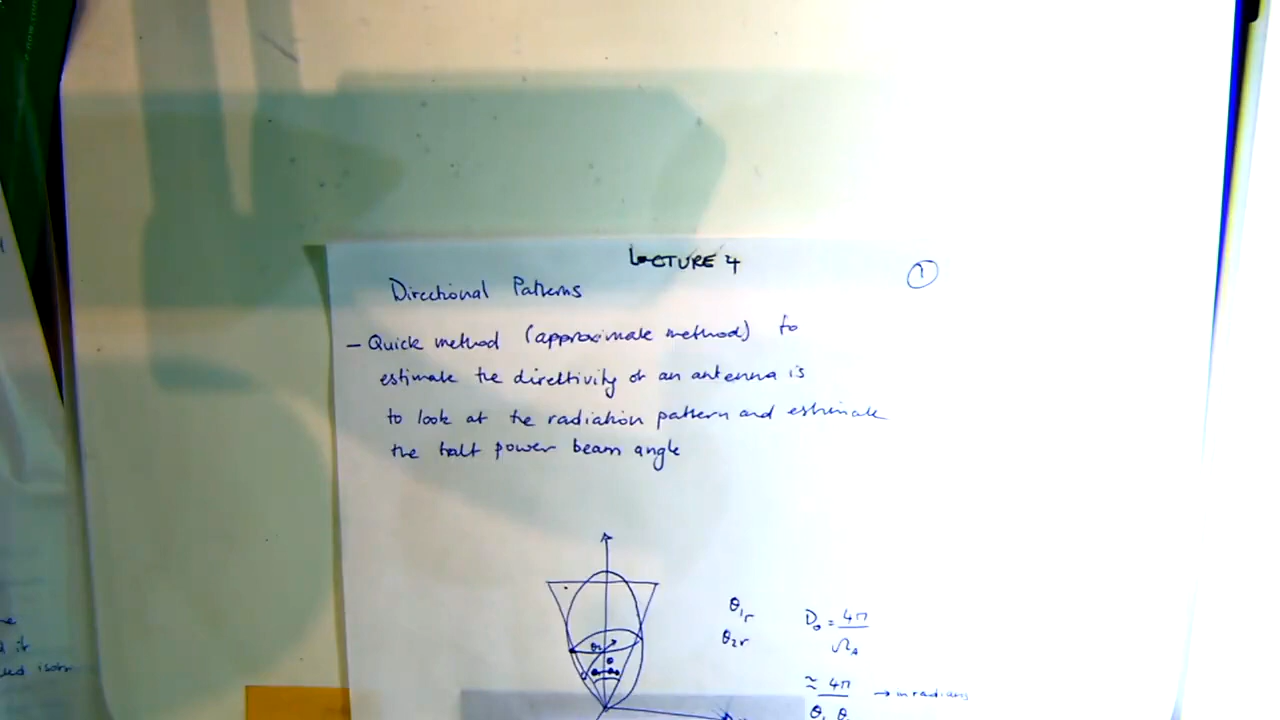 LECTURE 4
1
Directional Patterns
— Quick method (approximate method) to
estimate the directivity of an antenna is
to look at the radiation pattern and estimate
the half power beam angle
θ1r
θ2r
D0 = 4π
ΩA
≈ 4π → in radians
θ1 θ2